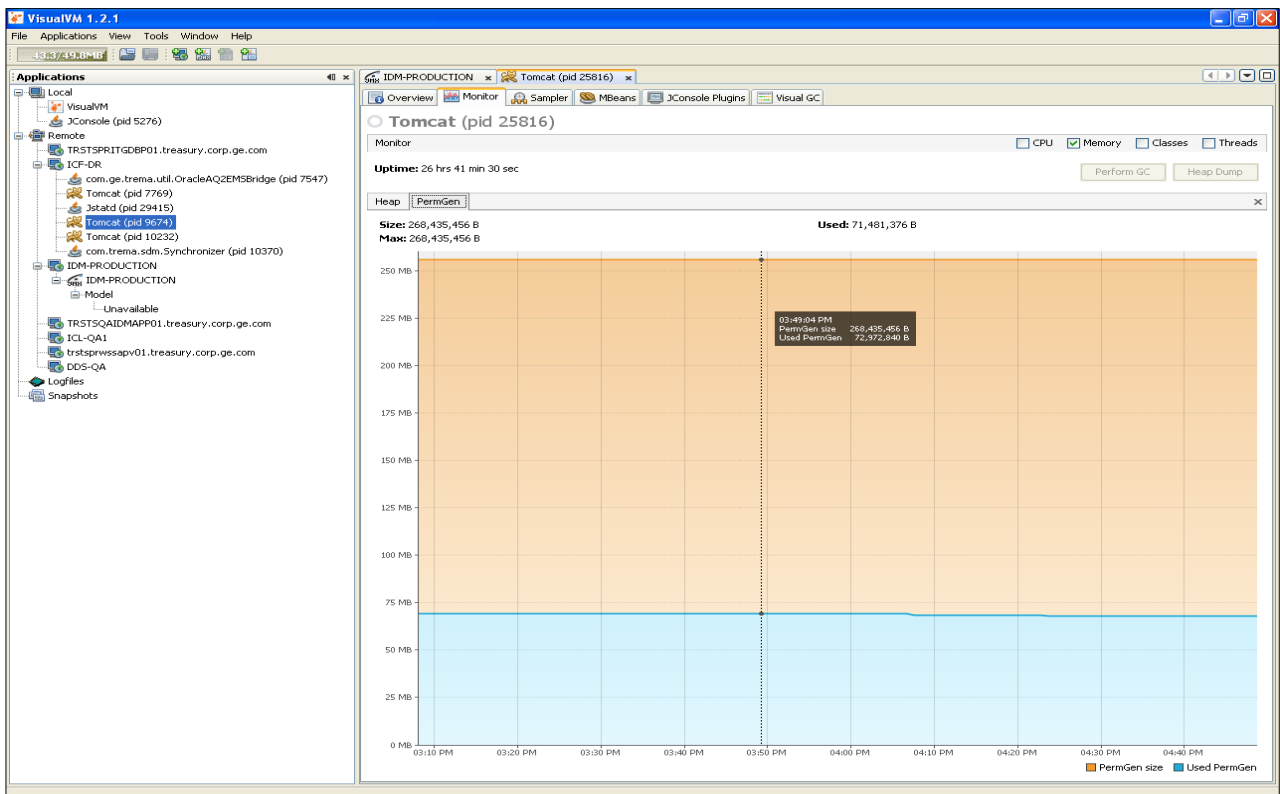 VisualVM 1.2.1
File Applications View Tools Window Help
43.3/49.8MB
Applications
Local
VisualVM
JConsole (pid 5276)
Remote
TRSTSPRITGDBP01.treasury.corp.ge.com
ICF-DR
com.ge.trema.util.OracleAQ2EMSBridge (pid 7547)
Tomcat (pid 7769)
Jstatd (pid 29415)
Tomcat (pid 9674)
Tomcat (pid 10232)
com.trema.sdm.Synchronizer (pid 10370)
IDM-PRODUCTION
IDM-PRODUCTION
Model
Unavailable
TRSTSQAIDMAPP01.treasury.corp.ge.com
ICL-QA1
trstsprwssapv01.treasury.corp.ge.com
DDS-QA
Logfiles
Snapshots
IDM-PRODUCTION Tomcat (pid 25816)
Overview Monitor Sampler MBeans JConsole Plugins Visual GC
Tomcat (pid 25816)
Monitor CPU Memory Classes Threads
Uptime: 26 hrs 41 min 30 sec Perform GC Heap Dump
Heap PermGen
Size: 268,435,456 B Used: 71,481,376 B
Max: 268,435,456 B
250 MB
225 MB
03:49:04 PM
PermGen size 268,435,456 B
Used PermGen 72,972,840 B
200 MB
175 MB
150 MB
125 MB
100 MB
75 MB
50 MB
25 MB
0 MB
03:10 PM 03:20 PM 03:30 PM 03:40 PM 03:50 PM 04:00 PM 04:10 PM 04:20 PM 04:30 PM 04:40 PM
PermGen size Used PermGen